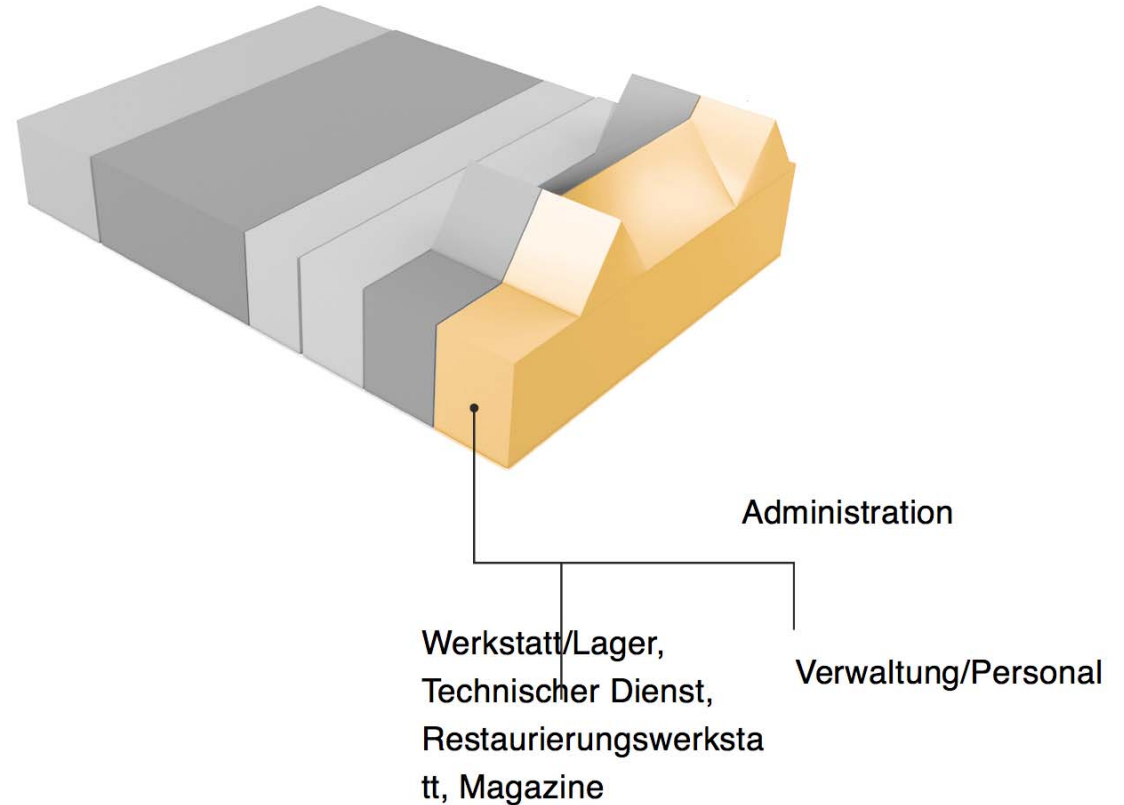 Administration
Werkstatt/Lager,
Technischer Dienst,
Restaurierungswerksta
tt, Magazine
Verwaltung/Personal